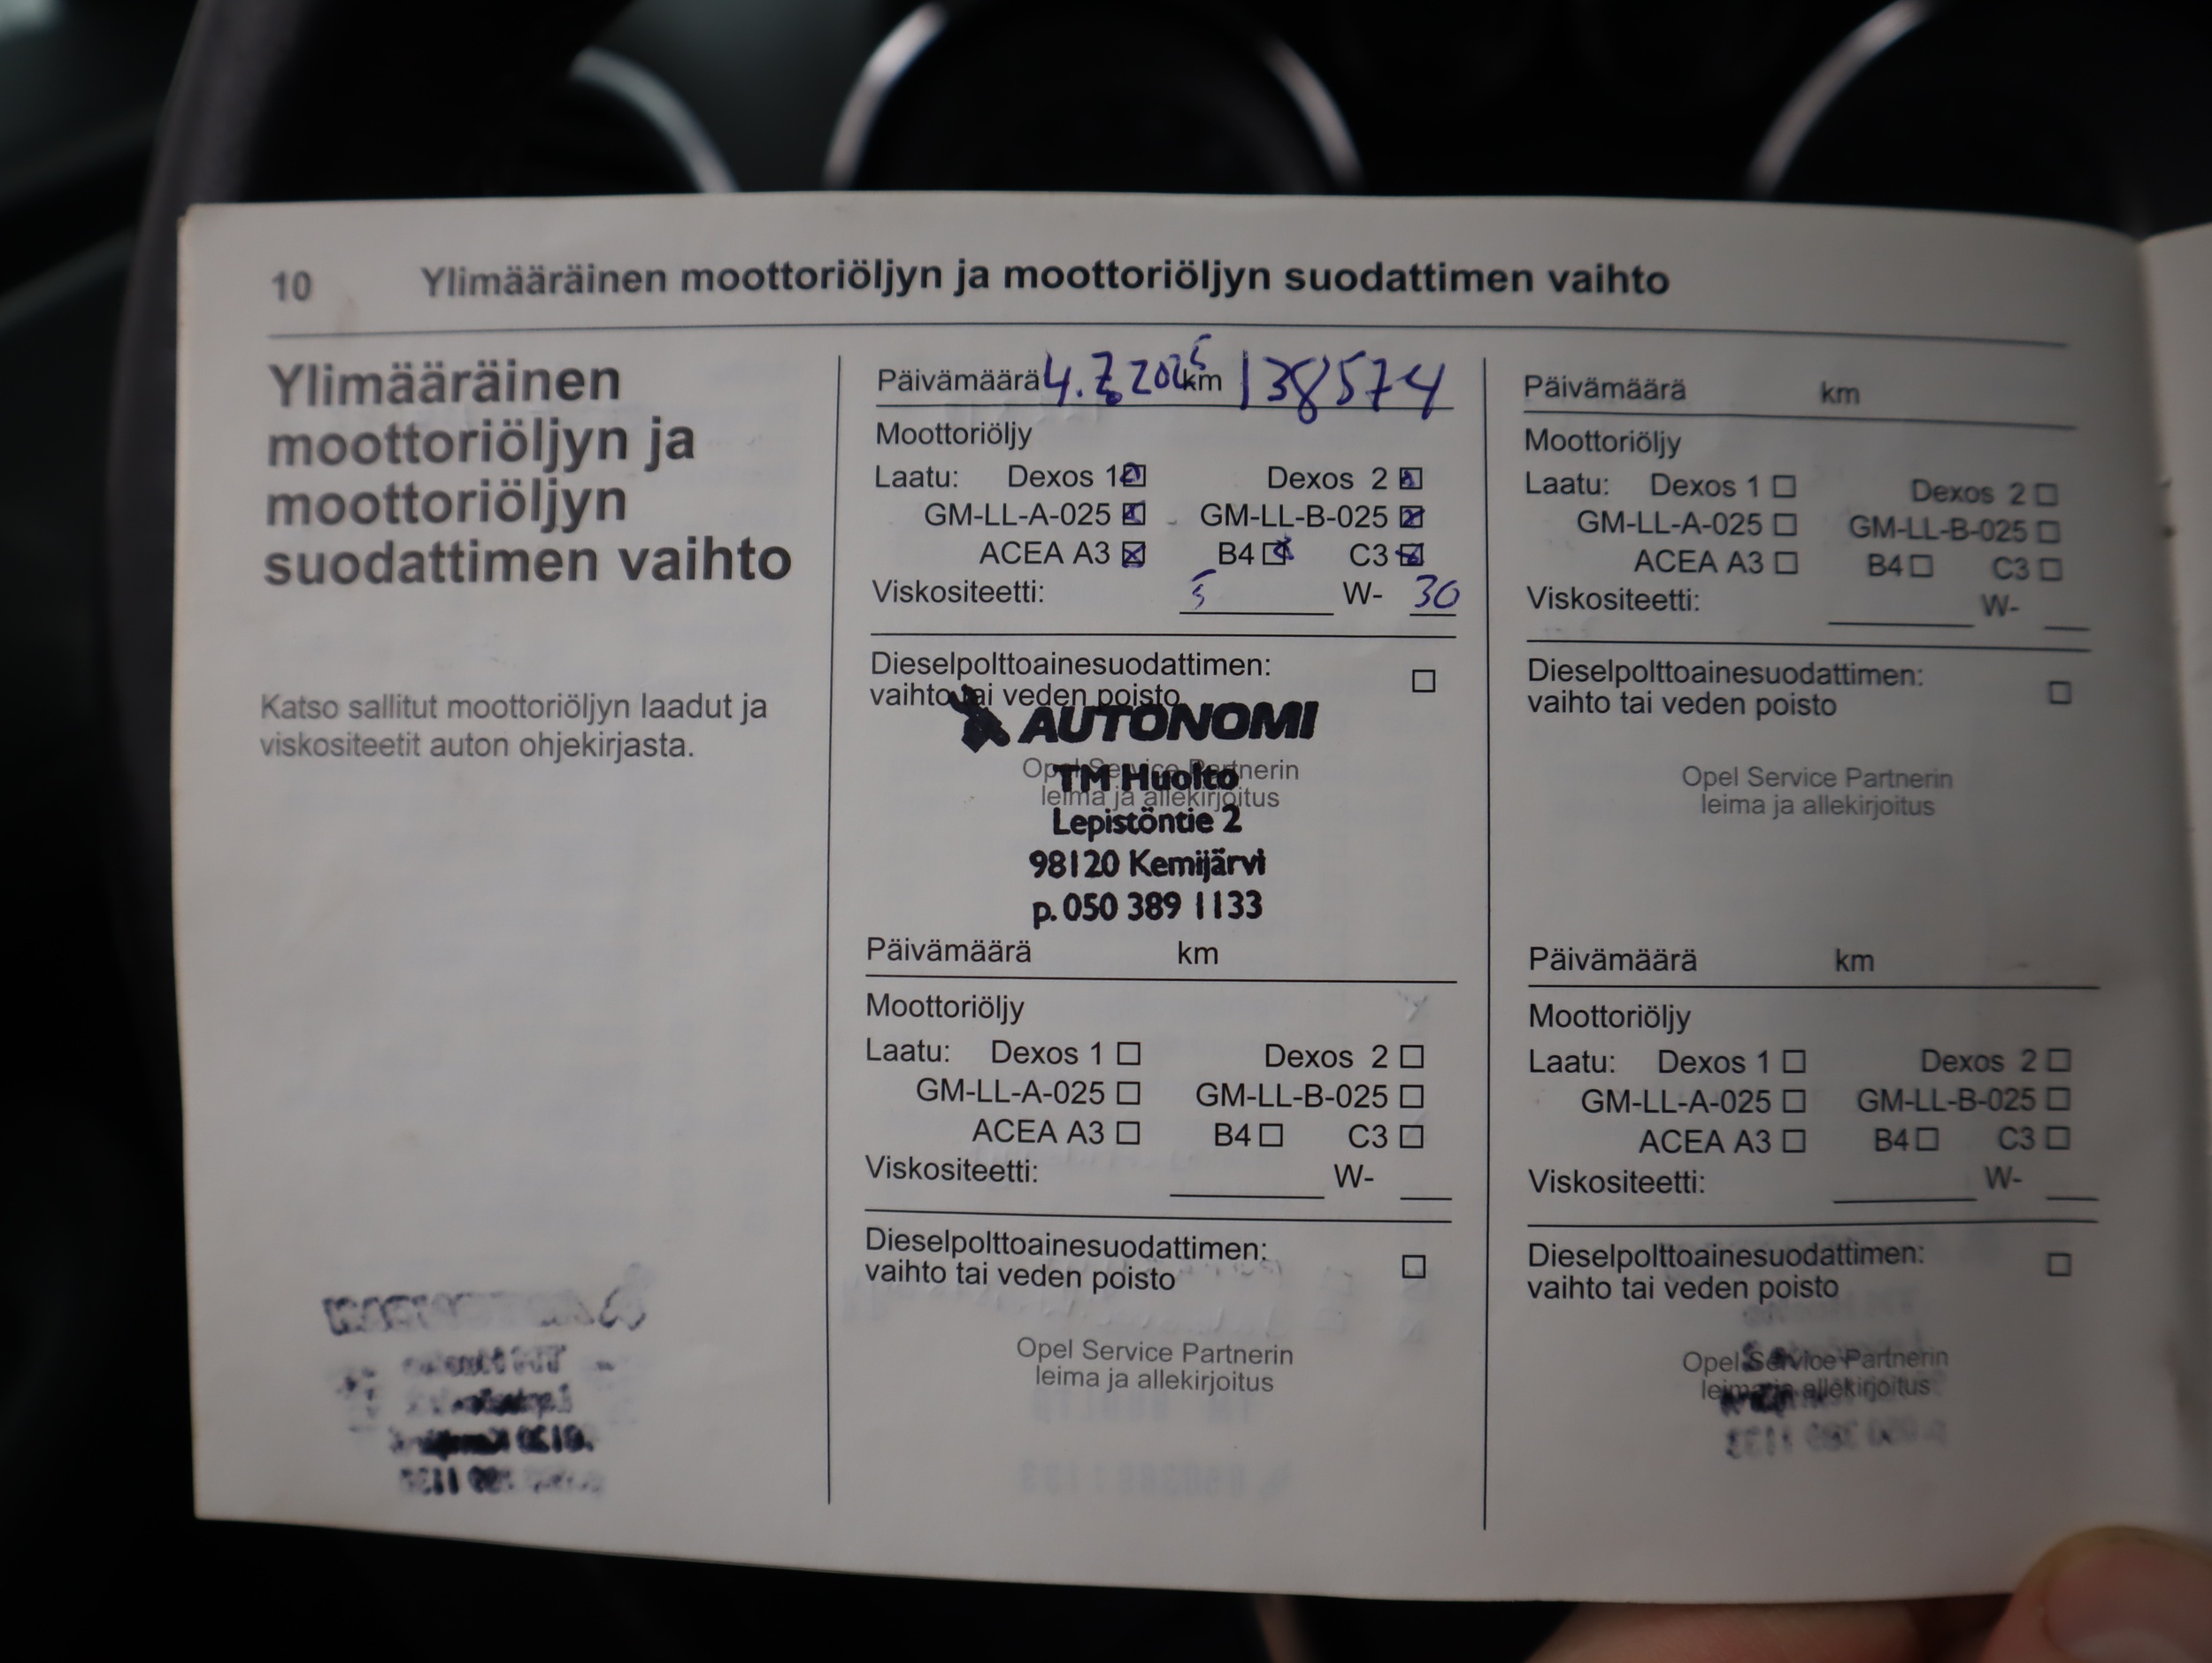 10 Ylimääräinen moottoriöljyn ja moottoriöljyn suodattimen vaihto
Ylimääräinen
moottoriöljyn ja
moottoriöljyn
suodattimen vaihto
Katso sallitut moottoriöljyn laadut ja
viskositeetit auton ohjekirjasta.
Päivämäärä 4.7.2025 km 138574
Moottoriöljy
Laatu: Dexos 1 ☒ Dexos 2 ☒
GM-LL-A-025 ☒ GM-LL-B-025 ☒
ACEA A3 ☒ B4 ☒ C3 ☒
Viskositeetti: 5 W- 30
Dieselpolttoainesuodattimen:
vaihto tai veden poisto ☐
AUTONOMI
Opel Service Partnerin
TM Huolto
leima ja allekirjoitus
Lepistöntie 2
98120 Kemijärvi
p. 050 389 1133
Päivämäärä km
Moottoriöljy
Laatu: Dexos 1 ☐ Dexos 2 ☐
GM-LL-A-025 ☐ GM-LL-B-025 ☐
ACEA A3 ☐ B4 ☐ C3 ☐
Viskositeetti: W-
Dieselpolttoainesuodattimen:
vaihto tai veden poisto ☐
Opel Service Partnerin
leima ja allekirjoitus
Päivämäärä km
Moottoriöljy
Laatu: Dexos 1 ☐ Dexos 2 ☐
GM-LL-A-025 ☐ GM-LL-B-025 ☐
ACEA A3 ☐ B4 ☐ C3 ☐
Viskositeetti: W-
Dieselpolttoainesuodattimen:
vaihto tai veden poisto ☐
Opel Service Partnerin
leima ja allekirjoitus
Päivämäärä km
Moottoriöljy
Laatu: Dexos 1 ☐ Dexos 2 ☐
GM-LL-A-025 ☐ GM-LL-B-025 ☐
ACEA A3 ☐ B4 ☐ C3 ☐
Viskositeetti: W-
Dieselpolttoainesuodattimen:
vaihto tai veden poisto ☐
Opel Service Partnerin
leima ja allekirjoitus